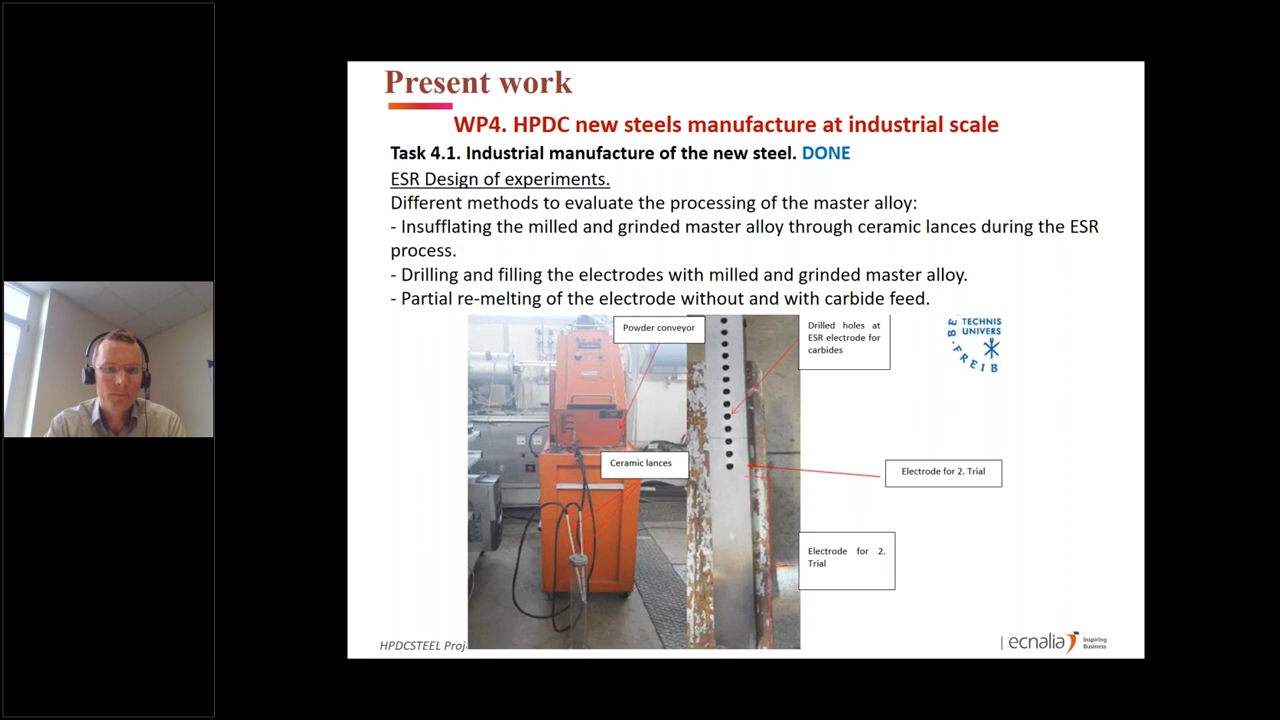 Present work
WP4. HPDC new steels manufacture at industrial scale
Task 4.1. Industrial manufacture of the new steel. DONE
ESR Design of experiments.
Different methods to evaluate the processing of the master alloy:
- Insufflating the milled and grinded master alloy through ceramic lances during the ESR
process.
- Drilling and filling the electrodes with milled and grinded master alloy.
- Partial re-melting of the electrode without and with carbide feed.
Powder conveyor
Drilled holes at
ESR electrode for
carbides
TECHNIS
UNIVERS
BE
FREIB
Ceramic lances
Electrode for 2. Trial
Electrode for 2.
Trial
HPDCSTEEL Proj
ecnalia
Inspiring
Business